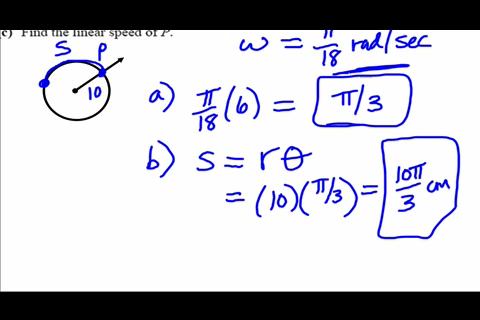 c) Find the linear speed of P.
S P
10
ω = π/18 rad/sec
a) π/18 (6) = π/3
b) s = rθ
= (10)(π/3) = 10π/3 cm